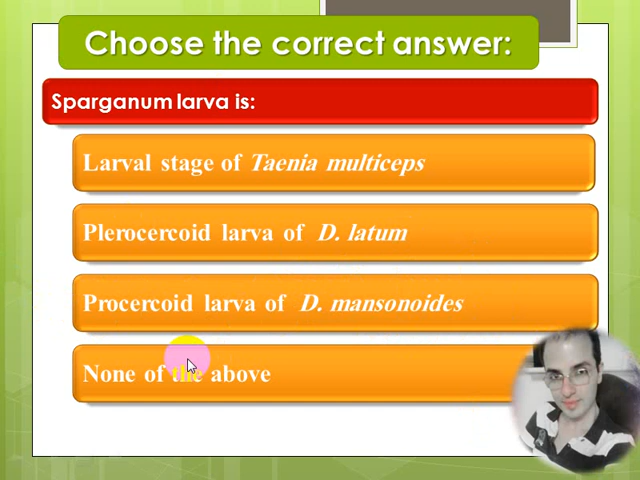 Choose the correct answer:
Sparganum larva is:
Larval stage of Taenia multiceps
Plerocercoid larva of D. latum
Procercoid larva of D. mansonoides
None of the above